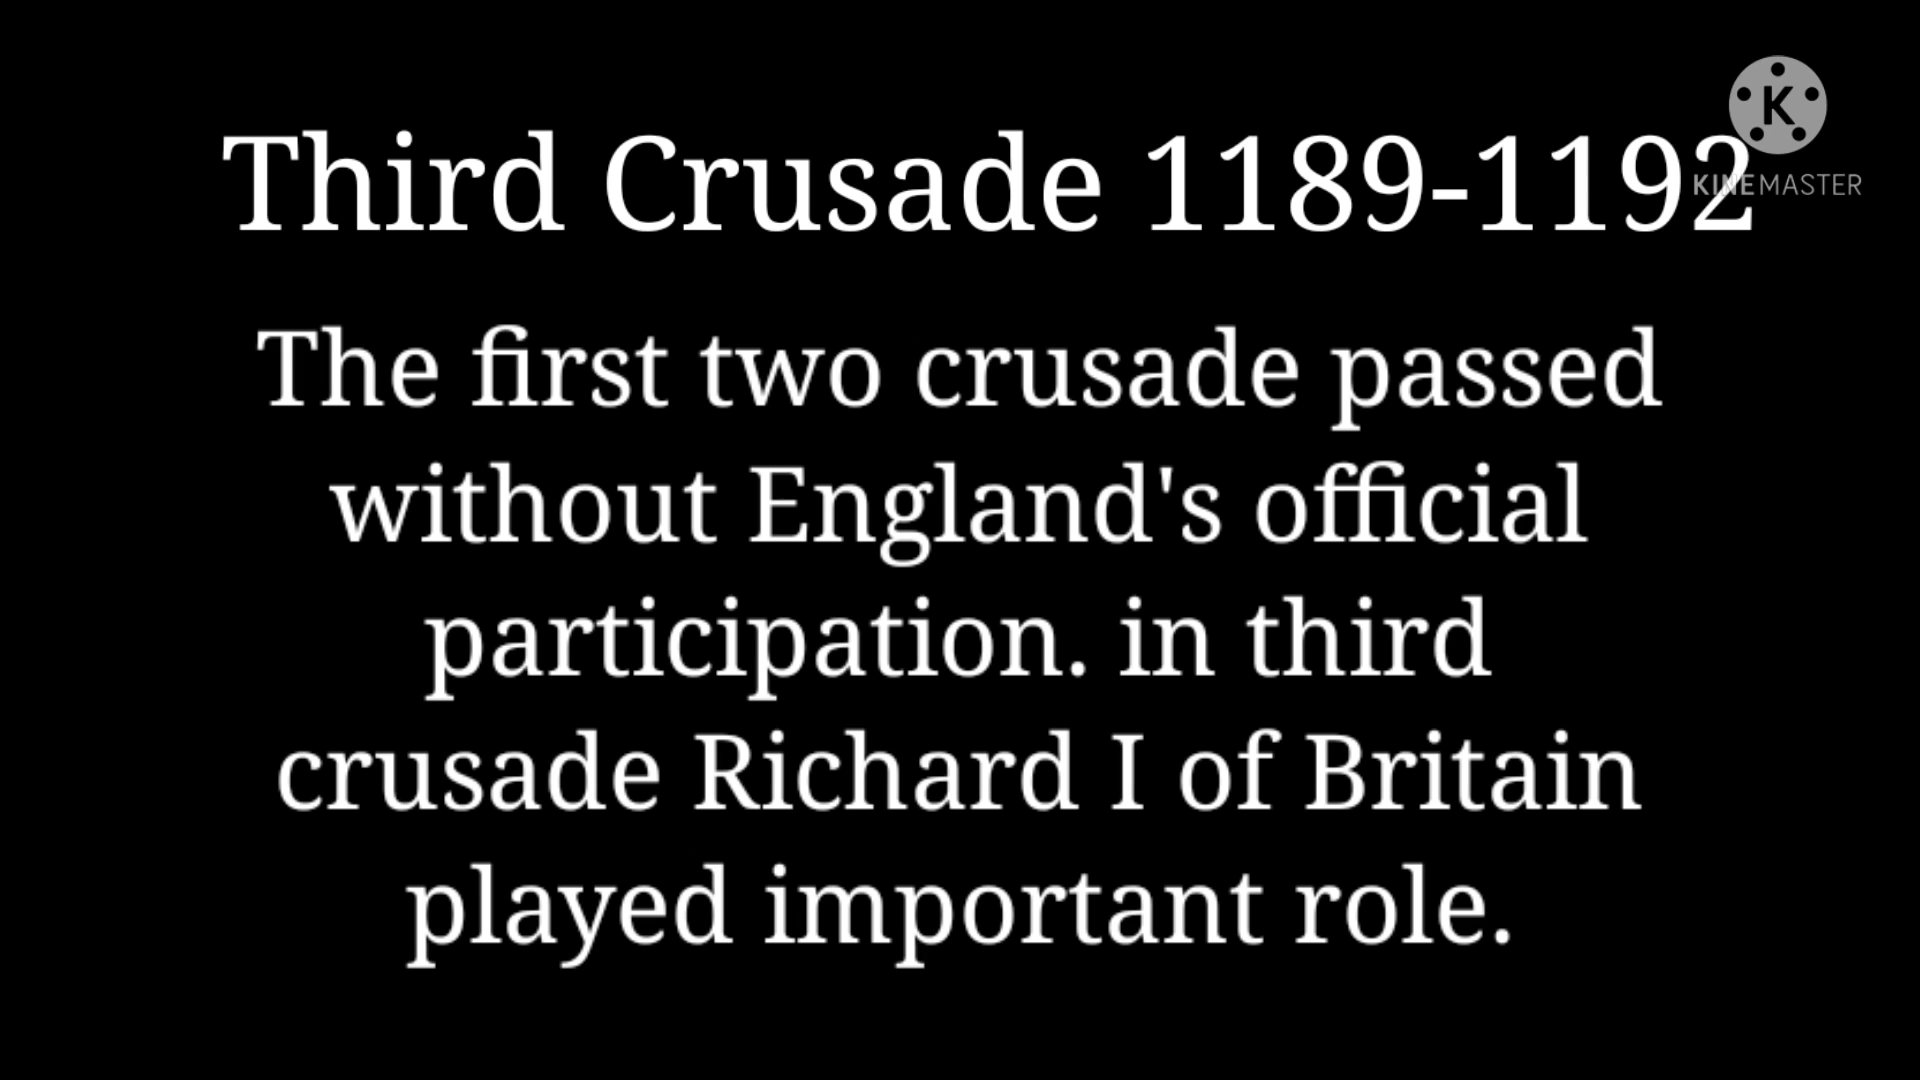 K
KINEMASTER
Third Crusade 1189-1192
The first two crusade passed
without England's official
participation. in third
crusade Richard I of Britain
played important role.